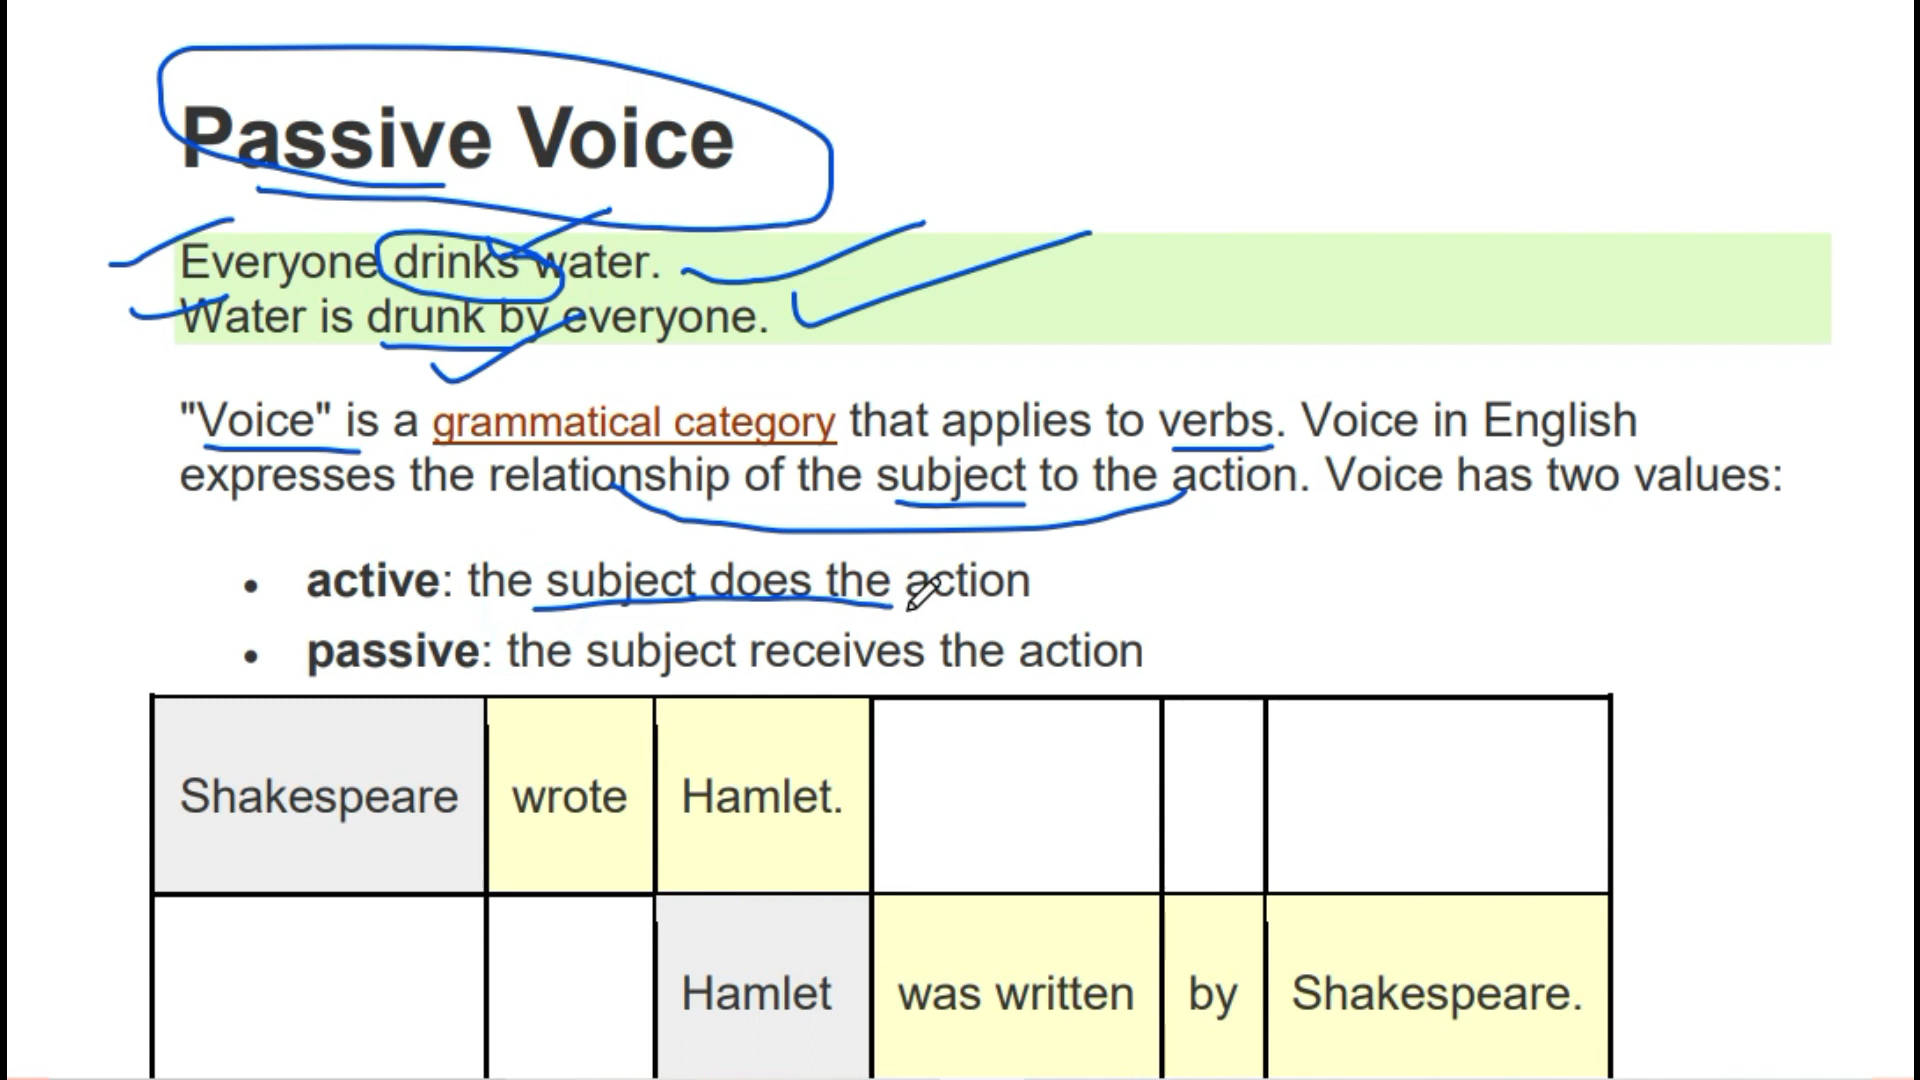 Passive Voice
Everyone drinks water.
Water is drunk by everyone.
"Voice" is a grammatical category that applies to verbs. Voice in English
expresses the relationship of the subject to the action. Voice has two values:
• active: the subject does the action
• passive: the subject receives the action
Shakespeare wrote Hamlet.
Hamlet was written by Shakespeare.